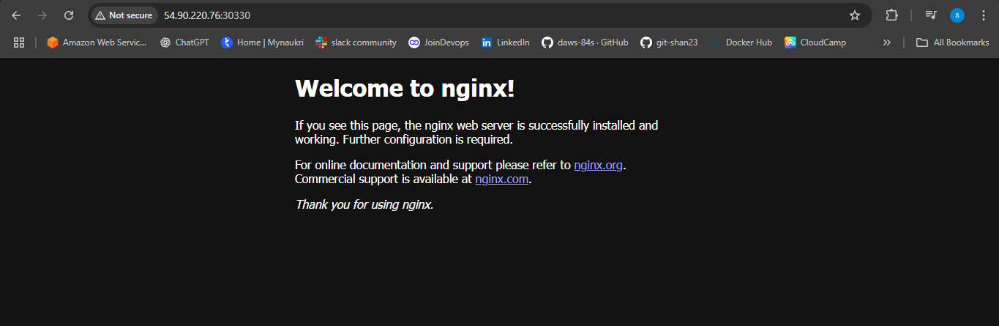 Not secure 54.90.220.76:30330 s
Amazon Web Servic... ChatGPT Home | Mynaukri slack community JoinDevops LinkedIn daws-84s · GitHub git-shan23 Docker Hub CloudCamp » All Bookmarks
Welcome to nginx!
If you see this page, the nginx web server is successfully installed and
working. Further configuration is required.
For online documentation and support please refer to nginx.org.
Commercial support is available at nginx.com.
Thank you for using nginx.